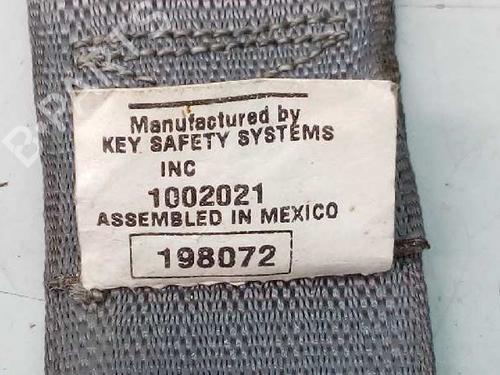 Manufactured by
KEY SAFETY SYSTEMS
INC
1002021
ASSEMBLED IN MEXICO
198072